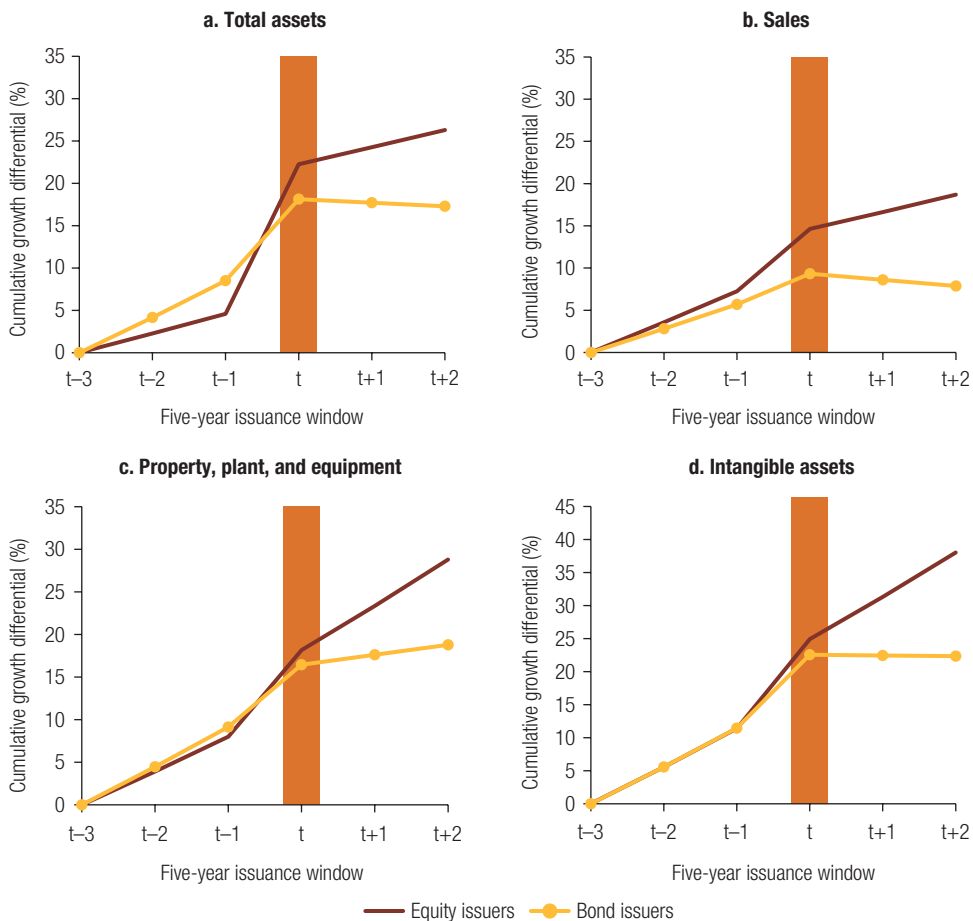 a. Total assets
Cumulative growth differential (%)
35
30
25
20
15
10
5
0
t–3
t–2
t–1
t
t+1
t+2
Five-year issuance window
b. Sales
Cumulative growth differential (%)
35
30
25
20
15
10
5
0
t–3
t–2
t–1
t
t+1
t+2
Five-year issuance window
c. Property, plant, and equipment
Cumulative growth differential (%)
35
30
25
20
15
10
5
0
t–3
t–2
t–1
t
t+1
t+2
Five-year issuance window
d. Intangible assets
Cumulative growth differential (%)
45
40
35
30
25
20
15
10
5
0
t–3
t–2
t–1
t
t+1
t+2
Five-year issuance window
Equity issuers
Bond issuers